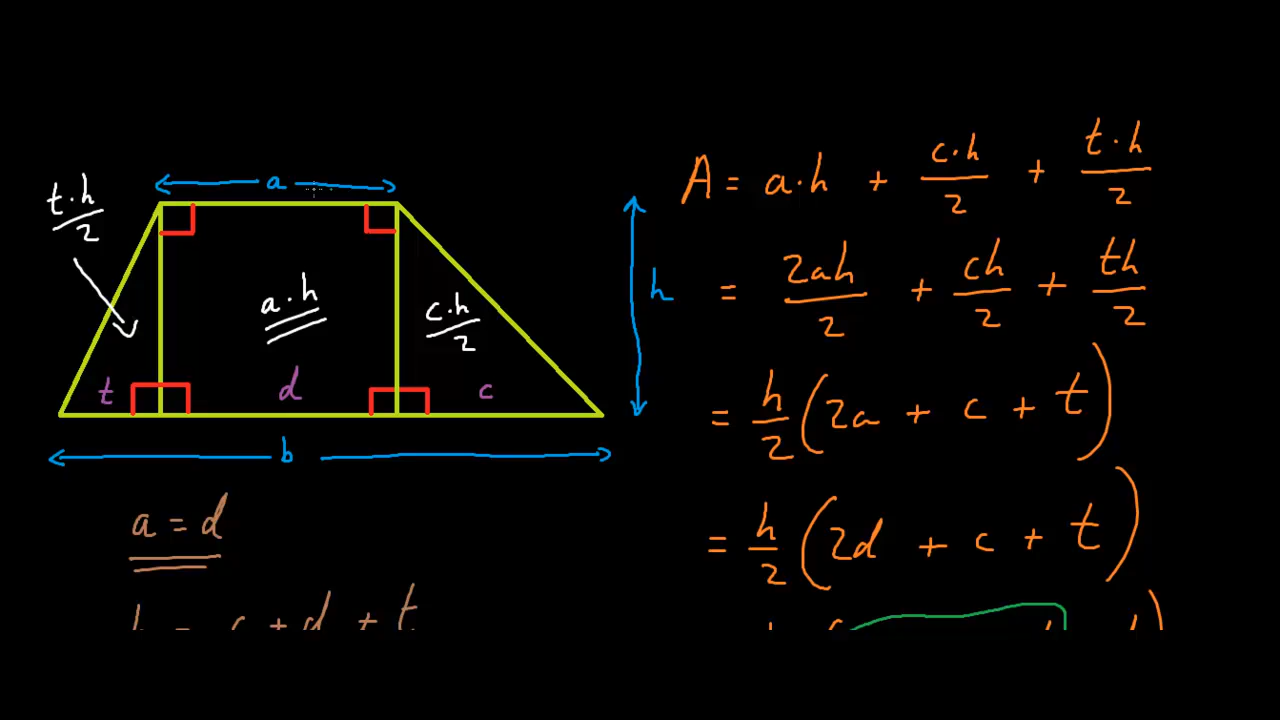 a
t·h/2
a·h
c·h/2
h
t d c
b
a = d
b = c + d + t
A = a·h + c·h/2 + t·h/2
= 2ah/2 + ch/2 + th/2
= h/2 (2a + c + t)
= h/2 (2d + c + t)